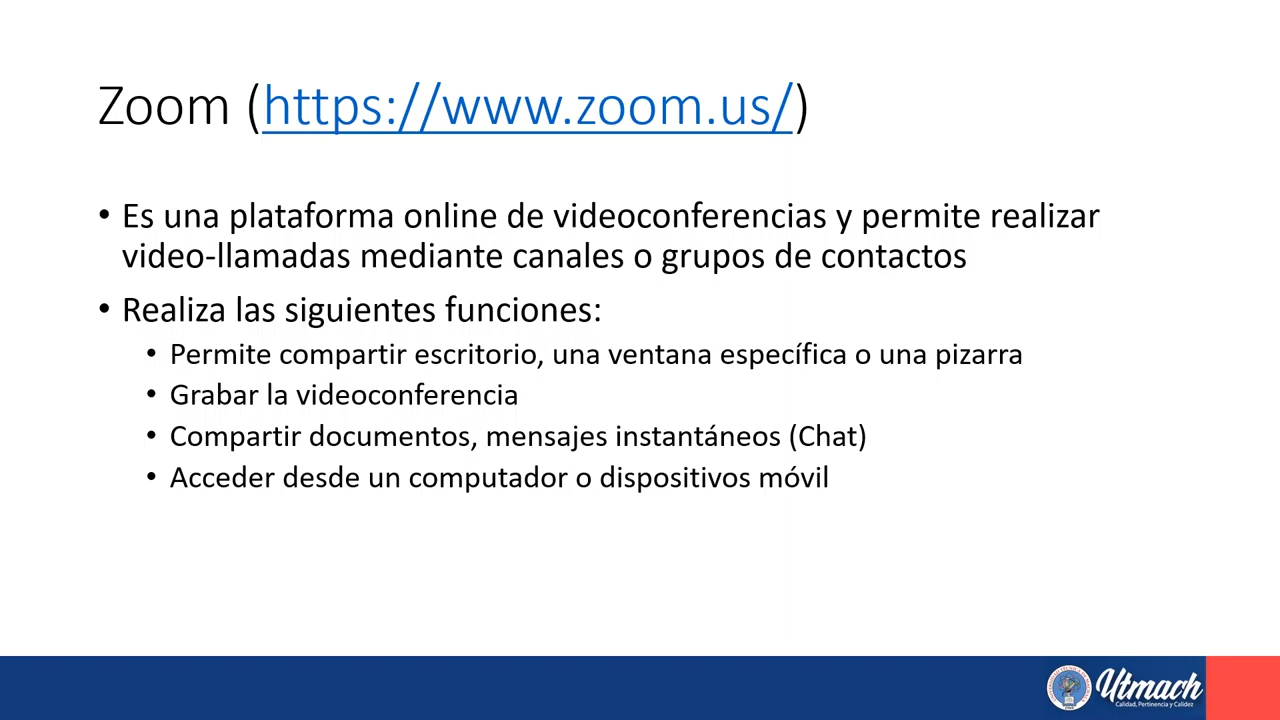 Zoom (https://www.zoom.us/)
• Es una plataforma online de videoconferencias y permite realizar
video-llamadas mediante canales o grupos de contactos
• Realiza las siguientes funciones:
• Permite compartir escritorio, una ventana específica o una pizarra
• Grabar la videoconferencia
• Compartir documentos, mensajes instantáneos (Chat)
• Acceder desde un computador o dispositivos móvil
Utmach
Calidad, Pertinencia y Calidez